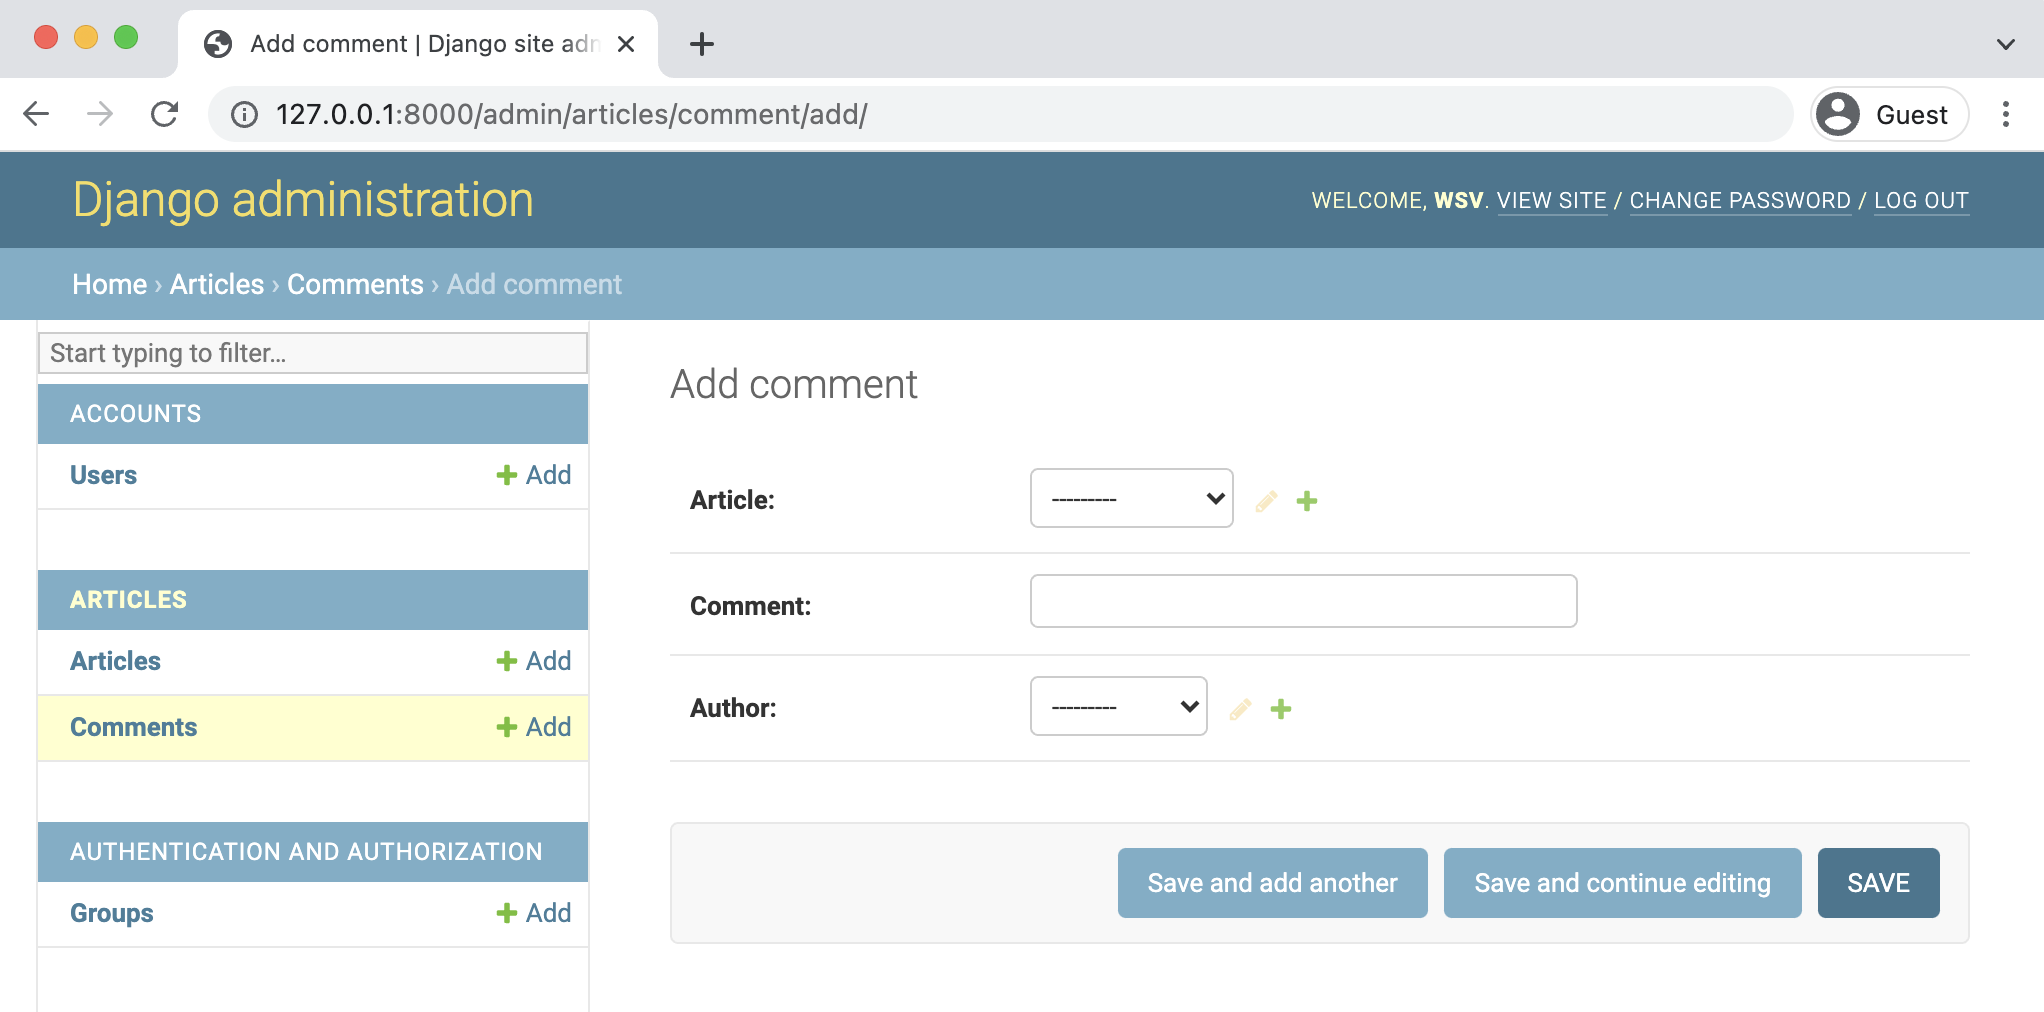 Add comment | Django site adm
127.0.0.1:8000/admin/articles/comment/add/
Guest
Django administration
WELCOME, WSV. VIEW SITE / CHANGE PASSWORD / LOG OUT
Home › Articles › Comments › Add comment
Start typing to filter...
ACCOUNTS
Users
Add
ARTICLES
Articles
Add
Comments
Add
AUTHENTICATION AND AUTHORIZATION
Groups
Add
Add comment
Article:
---------
Comment:
Author:
---------
Save and add another
Save and continue editing
SAVE